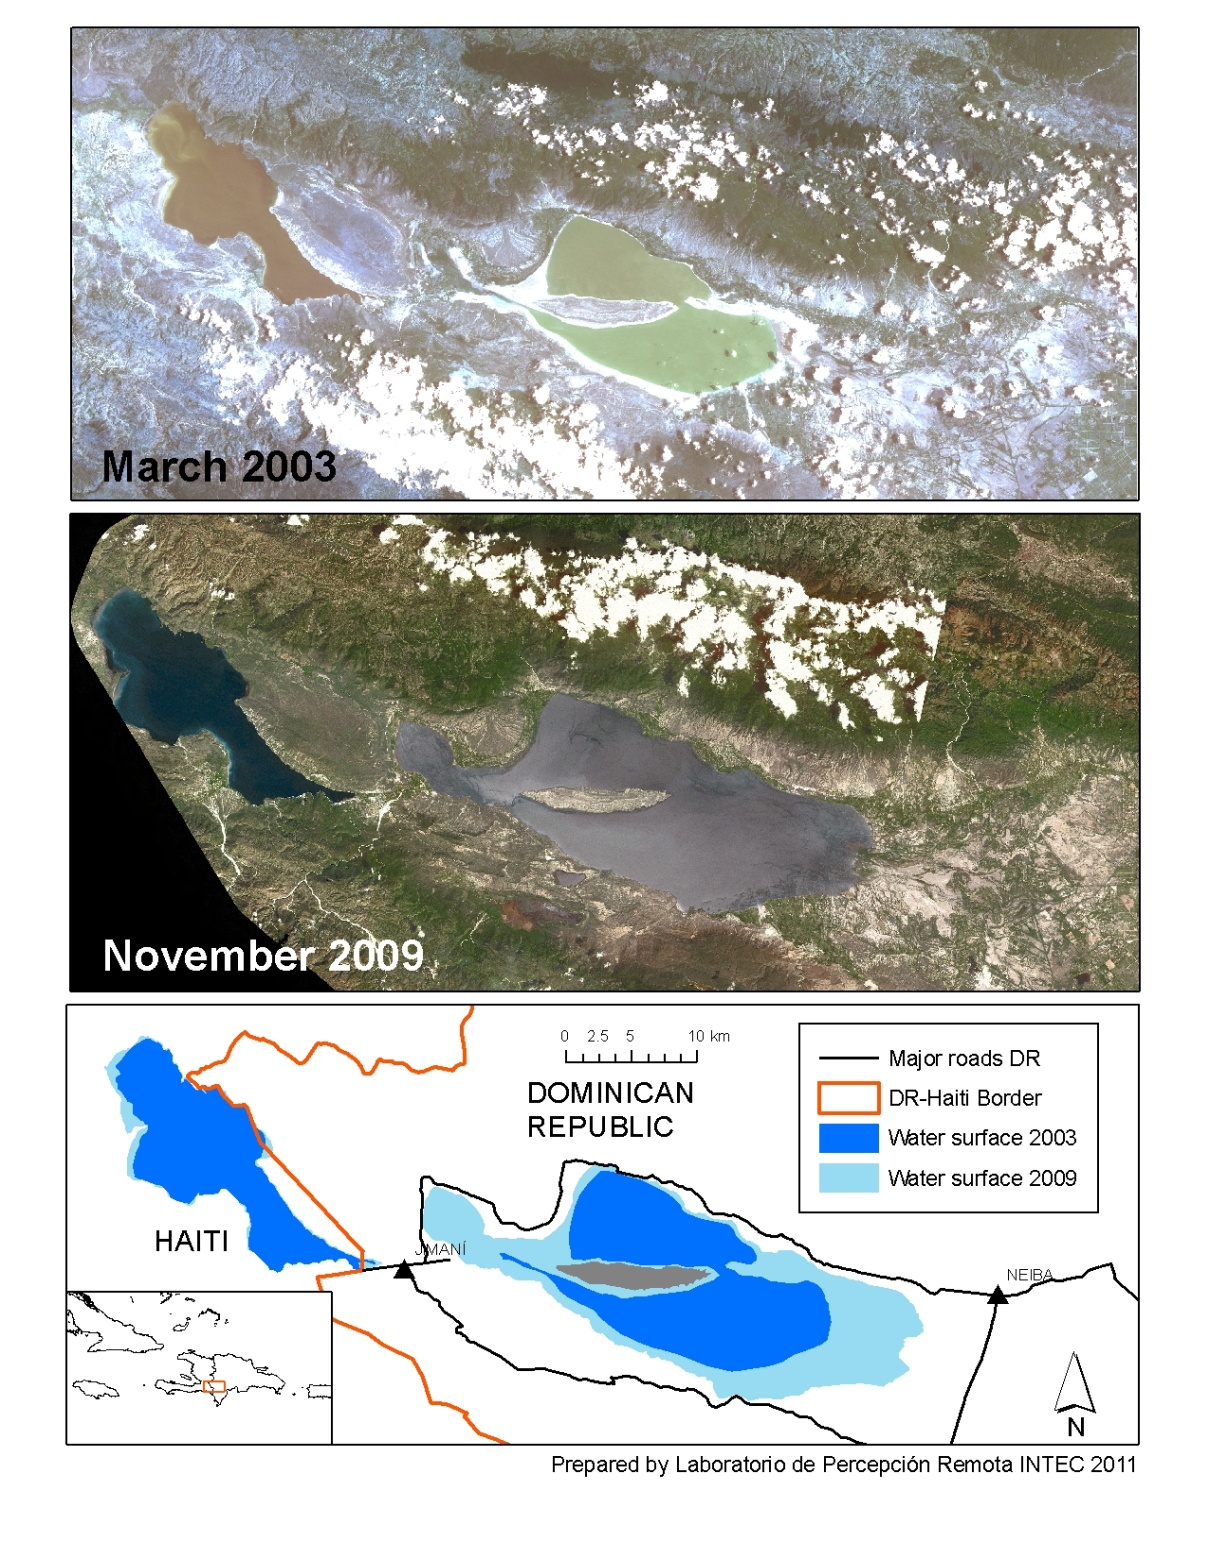 March 2003
November 2009
0 2.5 5 10 km
DOMINICAN
REPUBLIC
Major roads DR
DR-Haiti Border
Water surface 2003
Water surface 2009
HAITI
JIMANÍ
NEIBA
N
Prepared by Laboratorio de Percepción Remota INTEC 2011